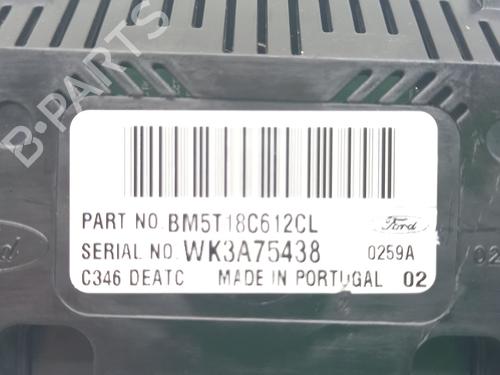 B-PARTS
PART NO. BM5T18C612CL
Ford
SERIAL NO. WK3A75438 0259A
C346 DEATC MADE IN PORTUGAL 02